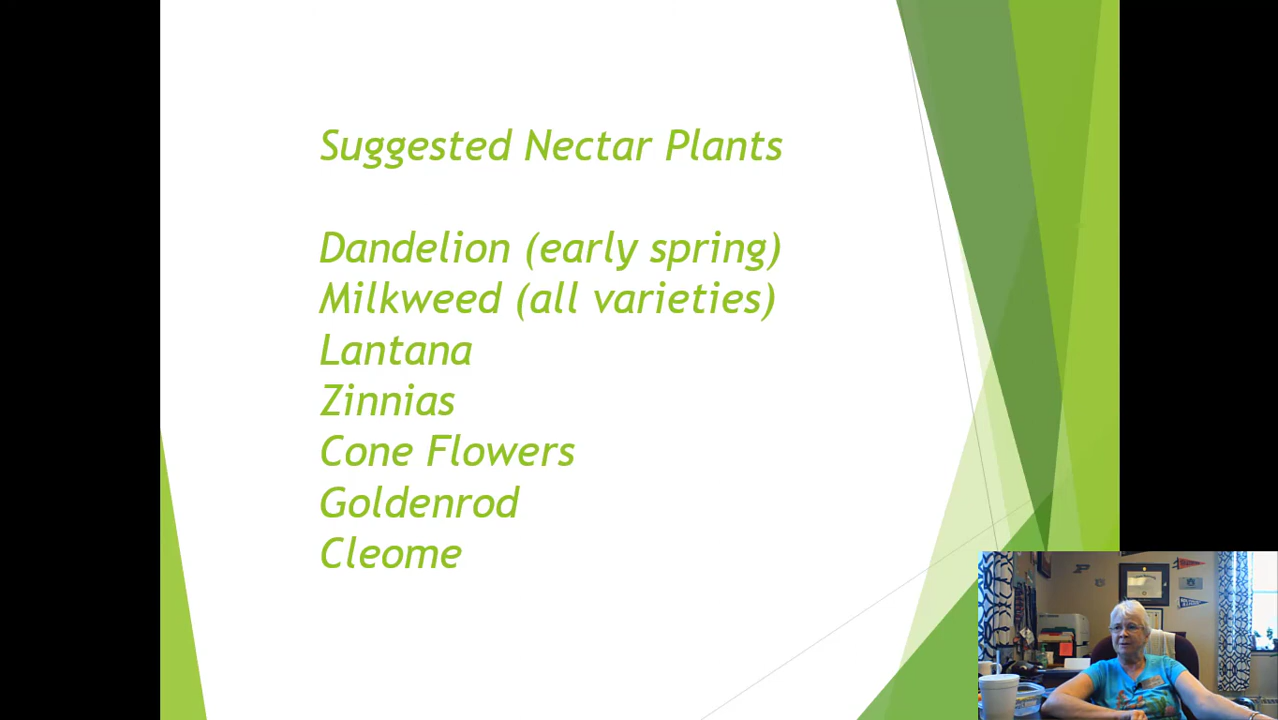 Suggested Nectar Plants
Dandelion (early spring)
Milkweed (all varieties)
Lantana
Zinnias
Cone Flowers
Goldenrod
Cleome